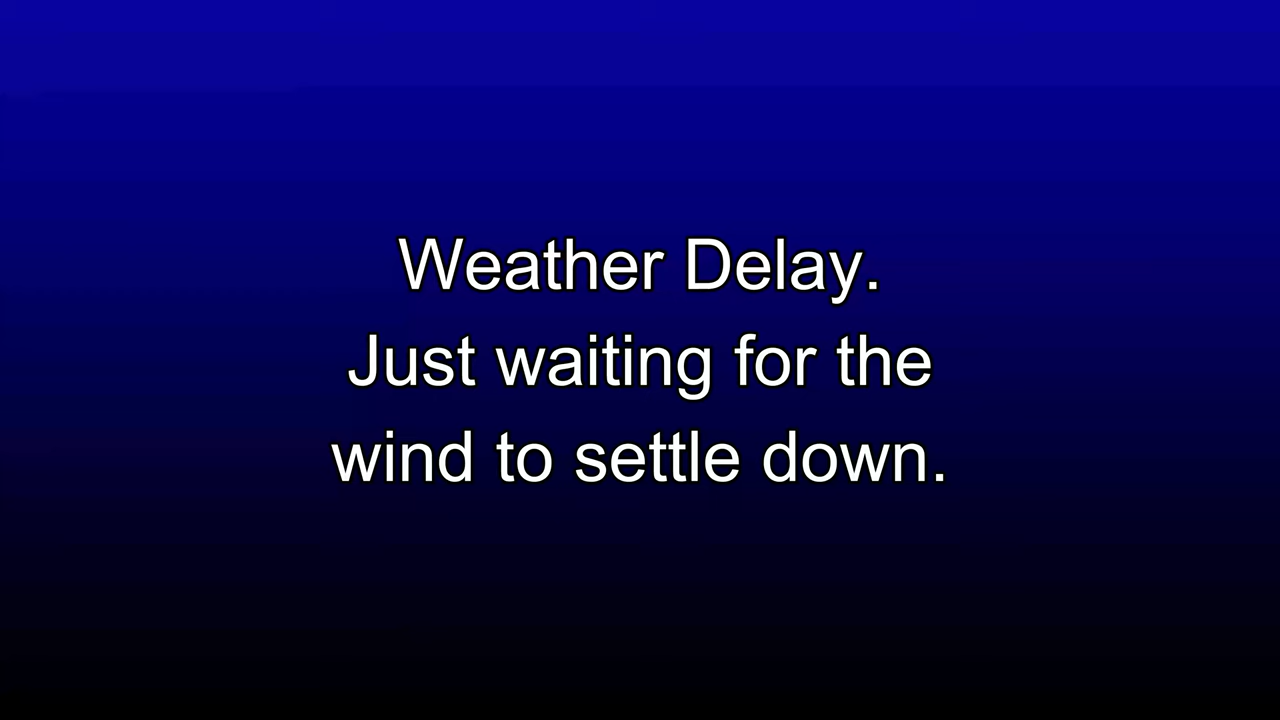 Weather Delay.
Just waiting for the
wind to settle down.